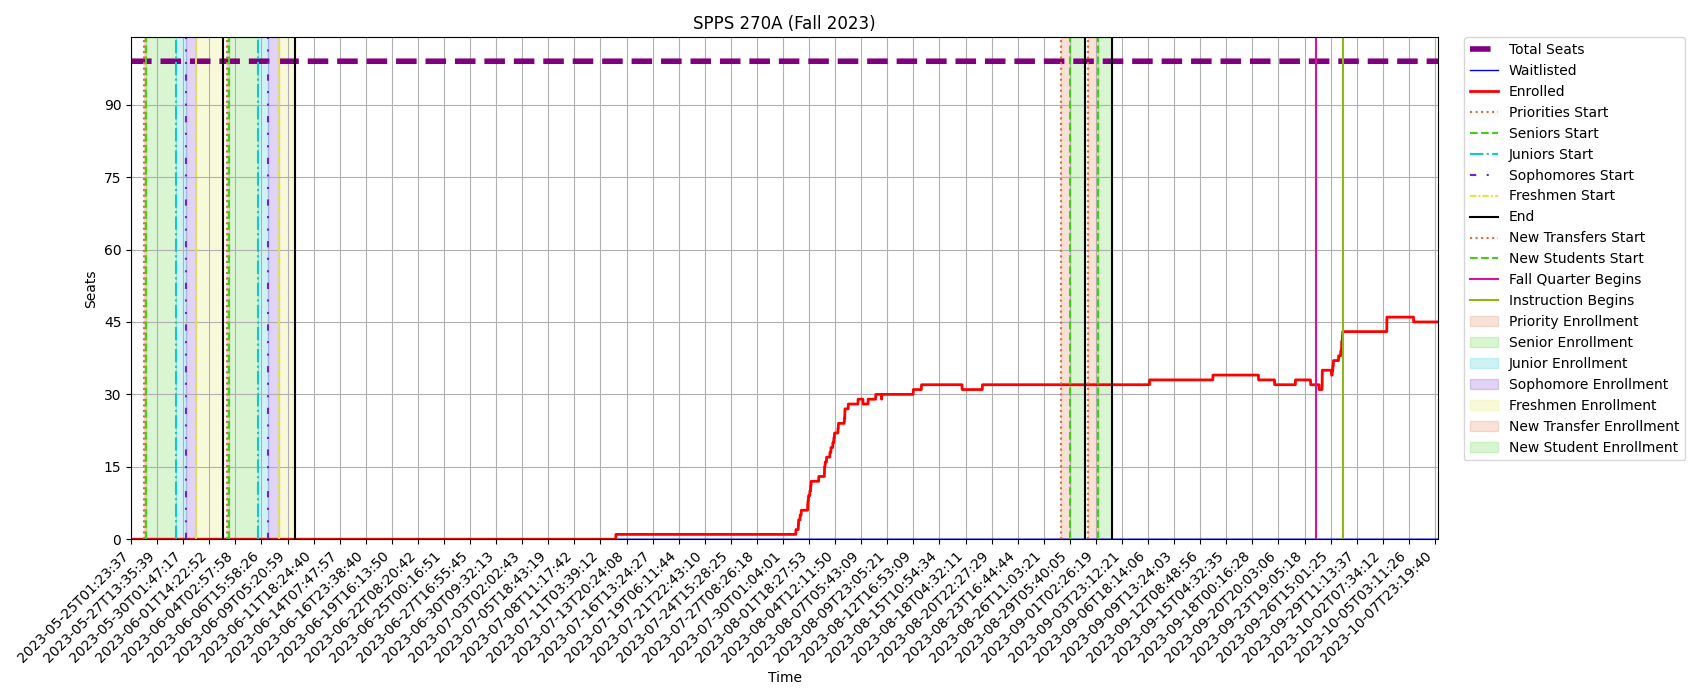 SPPS 270A (Fall 2023)
Seats
90
75
60
45
30
15
0
2023-05-25T01:23:37
2023-05-27T13:35:39
2023-05-30T01:47:17
2023-06-01T14:22:52
2023-06-04T02:57:58
2023-06-06T15:58:26
2023-06-09T05:20:59
2023-06-11T18:24:40
2023-06-14T07:47:57
2023-06-16T23:38:40
2023-06-19T16:13:50
2023-06-22T08:20:42
2023-06-25T00:16:51
2023-06-27T16:55:45
2023-06-30T09:32:13
2023-07-03T02:02:43
2023-07-05T18:43:19
2023-07-08T11:17:42
2023-07-11T03:39:12
2023-07-13T20:24:08
2023-07-16T13:24:27
2023-07-19T06:11:44
2023-07-21T22:43:10
2023-07-24T15:28:25
2023-07-27T08:26:18
2023-07-30T01:04:01
2023-08-01T18:27:53
2023-08-04T12:11:50
2023-08-07T05:43:09
2023-08-09T23:05:21
2023-08-12T16:53:09
2023-08-15T10:54:34
2023-08-18T04:32:11
2023-08-20T22:27:29
2023-08-23T16:44:44
2023-08-26T11:03:21
2023-08-29T05:40:05
2023-09-01T02:26:19
2023-09-03T23:12:21
2023-09-06T18:14:06
2023-09-09T13:24:03
2023-09-12T08:48:56
2023-09-15T04:32:35
2023-09-18T00:16:28
2023-09-20T20:03:06
2023-09-23T19:05:18
2023-09-26T15:01:25
2023-09-29T11:13:37
2023-10-02T07:34:12
2023-10-05T03:11:26
2023-10-07T23:19:40
Time
Total Seats
Waitlisted
Enrolled
Priorities Start
Seniors Start
Juniors Start
Sophomores Start
Freshmen Start
End
New Transfers Start
New Students Start
Fall Quarter Begins
Instruction Begins
Priority Enrollment
Senior Enrollment
Junior Enrollment
Sophomore Enrollment
Freshmen Enrollment
New Transfer Enrollment
New Student Enrollment